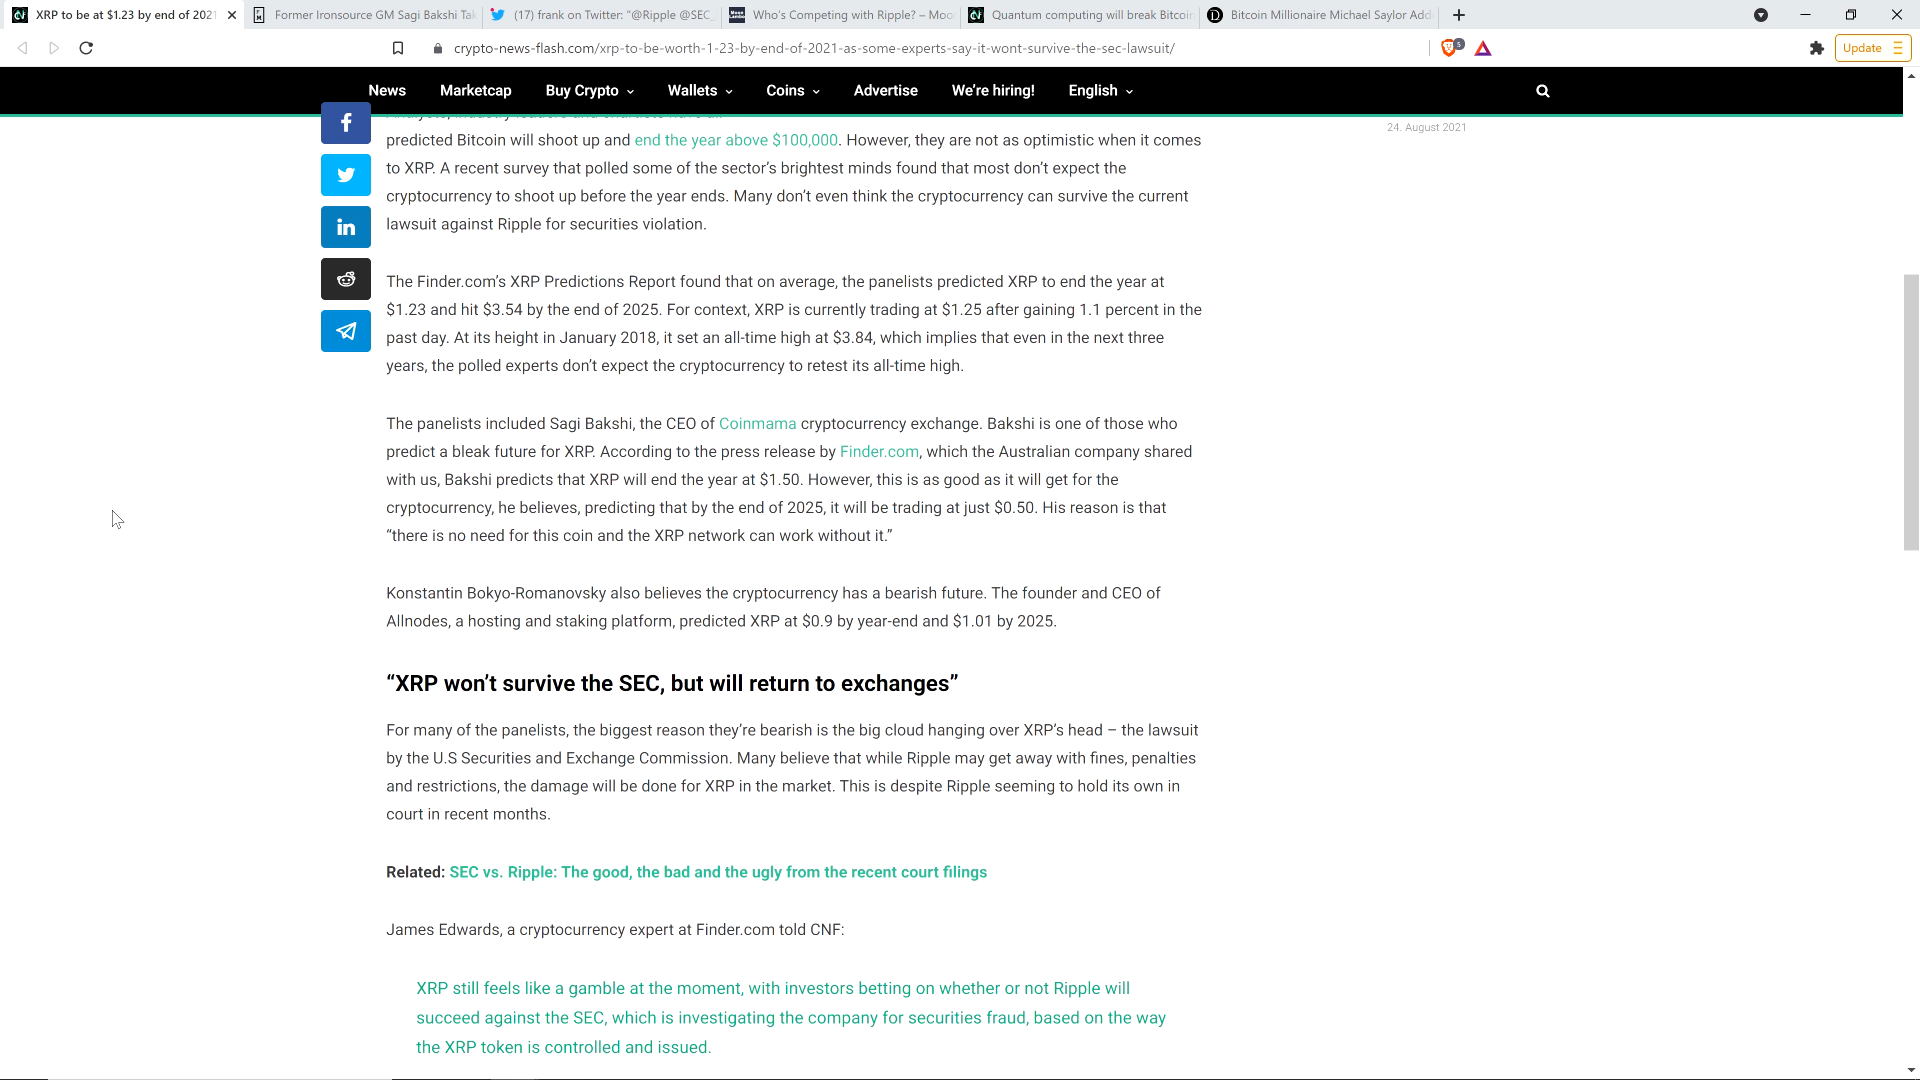 XRP to be at $1.23 by end of 2021
Former Ironsource GM Sagi Bakshi Tak
(17) frank on Twitter: "@Ripple @SEC_
Who's Competing with Ripple? – Moo
Quantum computing will break Bitcoin
Bitcoin Millionaire Michael Saylor Add
crypto-news-flash.com/xrp-to-be-worth-1-23-by-end-of-2021-as-some-experts-say-it-wont-survive-the-sec-lawsuit/
5
Update
News
Marketcap
Buy Crypto
Wallets
Coins
Advertise
We're hiring!
English
24. August 2021
predicted Bitcoin will shoot up and end the year above $100,000. However, they are not as optimistic when it comes
to XRP. A recent survey that polled some of the sector's brightest minds found that most don't expect the
cryptocurrency to shoot up before the year ends. Many don't even think the cryptocurrency can survive the current
lawsuit against Ripple for securities violation.
The Finder.com's XRP Predictions Report found that on average, the panelists predicted XRP to end the year at
$1.23 and hit $3.54 by the end of 2025. For context, XRP is currently trading at $1.25 after gaining 1.1 percent in the
past day. At its height in January 2018, it set an all-time high at $3.84, which implies that even in the next three
years, the polled experts don't expect the cryptocurrency to retest its all-time high.
The panelists included Sagi Bakshi, the CEO of Coinmama cryptocurrency exchange. Bakshi is one of those who
predict a bleak future for XRP. According to the press release by Finder.com, which the Australian company shared
with us, Bakshi predicts that XRP will end the year at $1.50. However, this is as good as it will get for the
cryptocurrency, he believes, predicting that by the end of 2025, it will be trading at just $0.50. His reason is that
“there is no need for this coin and the XRP network can work without it.”
Konstantin Bokyo-Romanovsky also believes the cryptocurrency has a bearish future. The founder and CEO of
Allnodes, a hosting and staking platform, predicted XRP at $0.9 by year-end and $1.01 by 2025.
“XRP won't survive the SEC, but will return to exchanges”
For many of the panelists, the biggest reason they're bearish is the big cloud hanging over XRP's head – the lawsuit
by the U.S Securities and Exchange Commission. Many believe that while Ripple may get away with fines, penalties
and restrictions, the damage will be done for XRP in the market. This is despite Ripple seeming to hold its own in
court in recent months.
Related: SEC vs. Ripple: The good, the bad and the ugly from the recent court filings
James Edwards, a cryptocurrency expert at Finder.com told CNF:
XRP still feels like a gamble at the moment, with investors betting on whether or not Ripple will
succeed against the SEC, which is investigating the company for securities fraud, based on the way
the XRP token is controlled and issued.